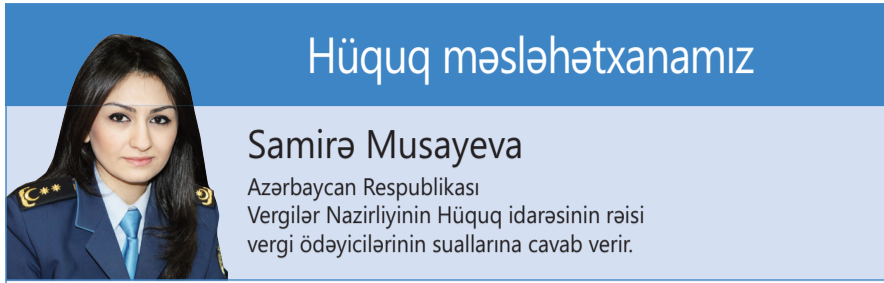 Hüquq məsləhətxanamız
Samirə Musayeva
Azərbaycan Respublikası
Vergilər Nazirliyinin Hüquq idarəsinin rəisi
vergi ödəyicilərinin suallarına cavab verir.